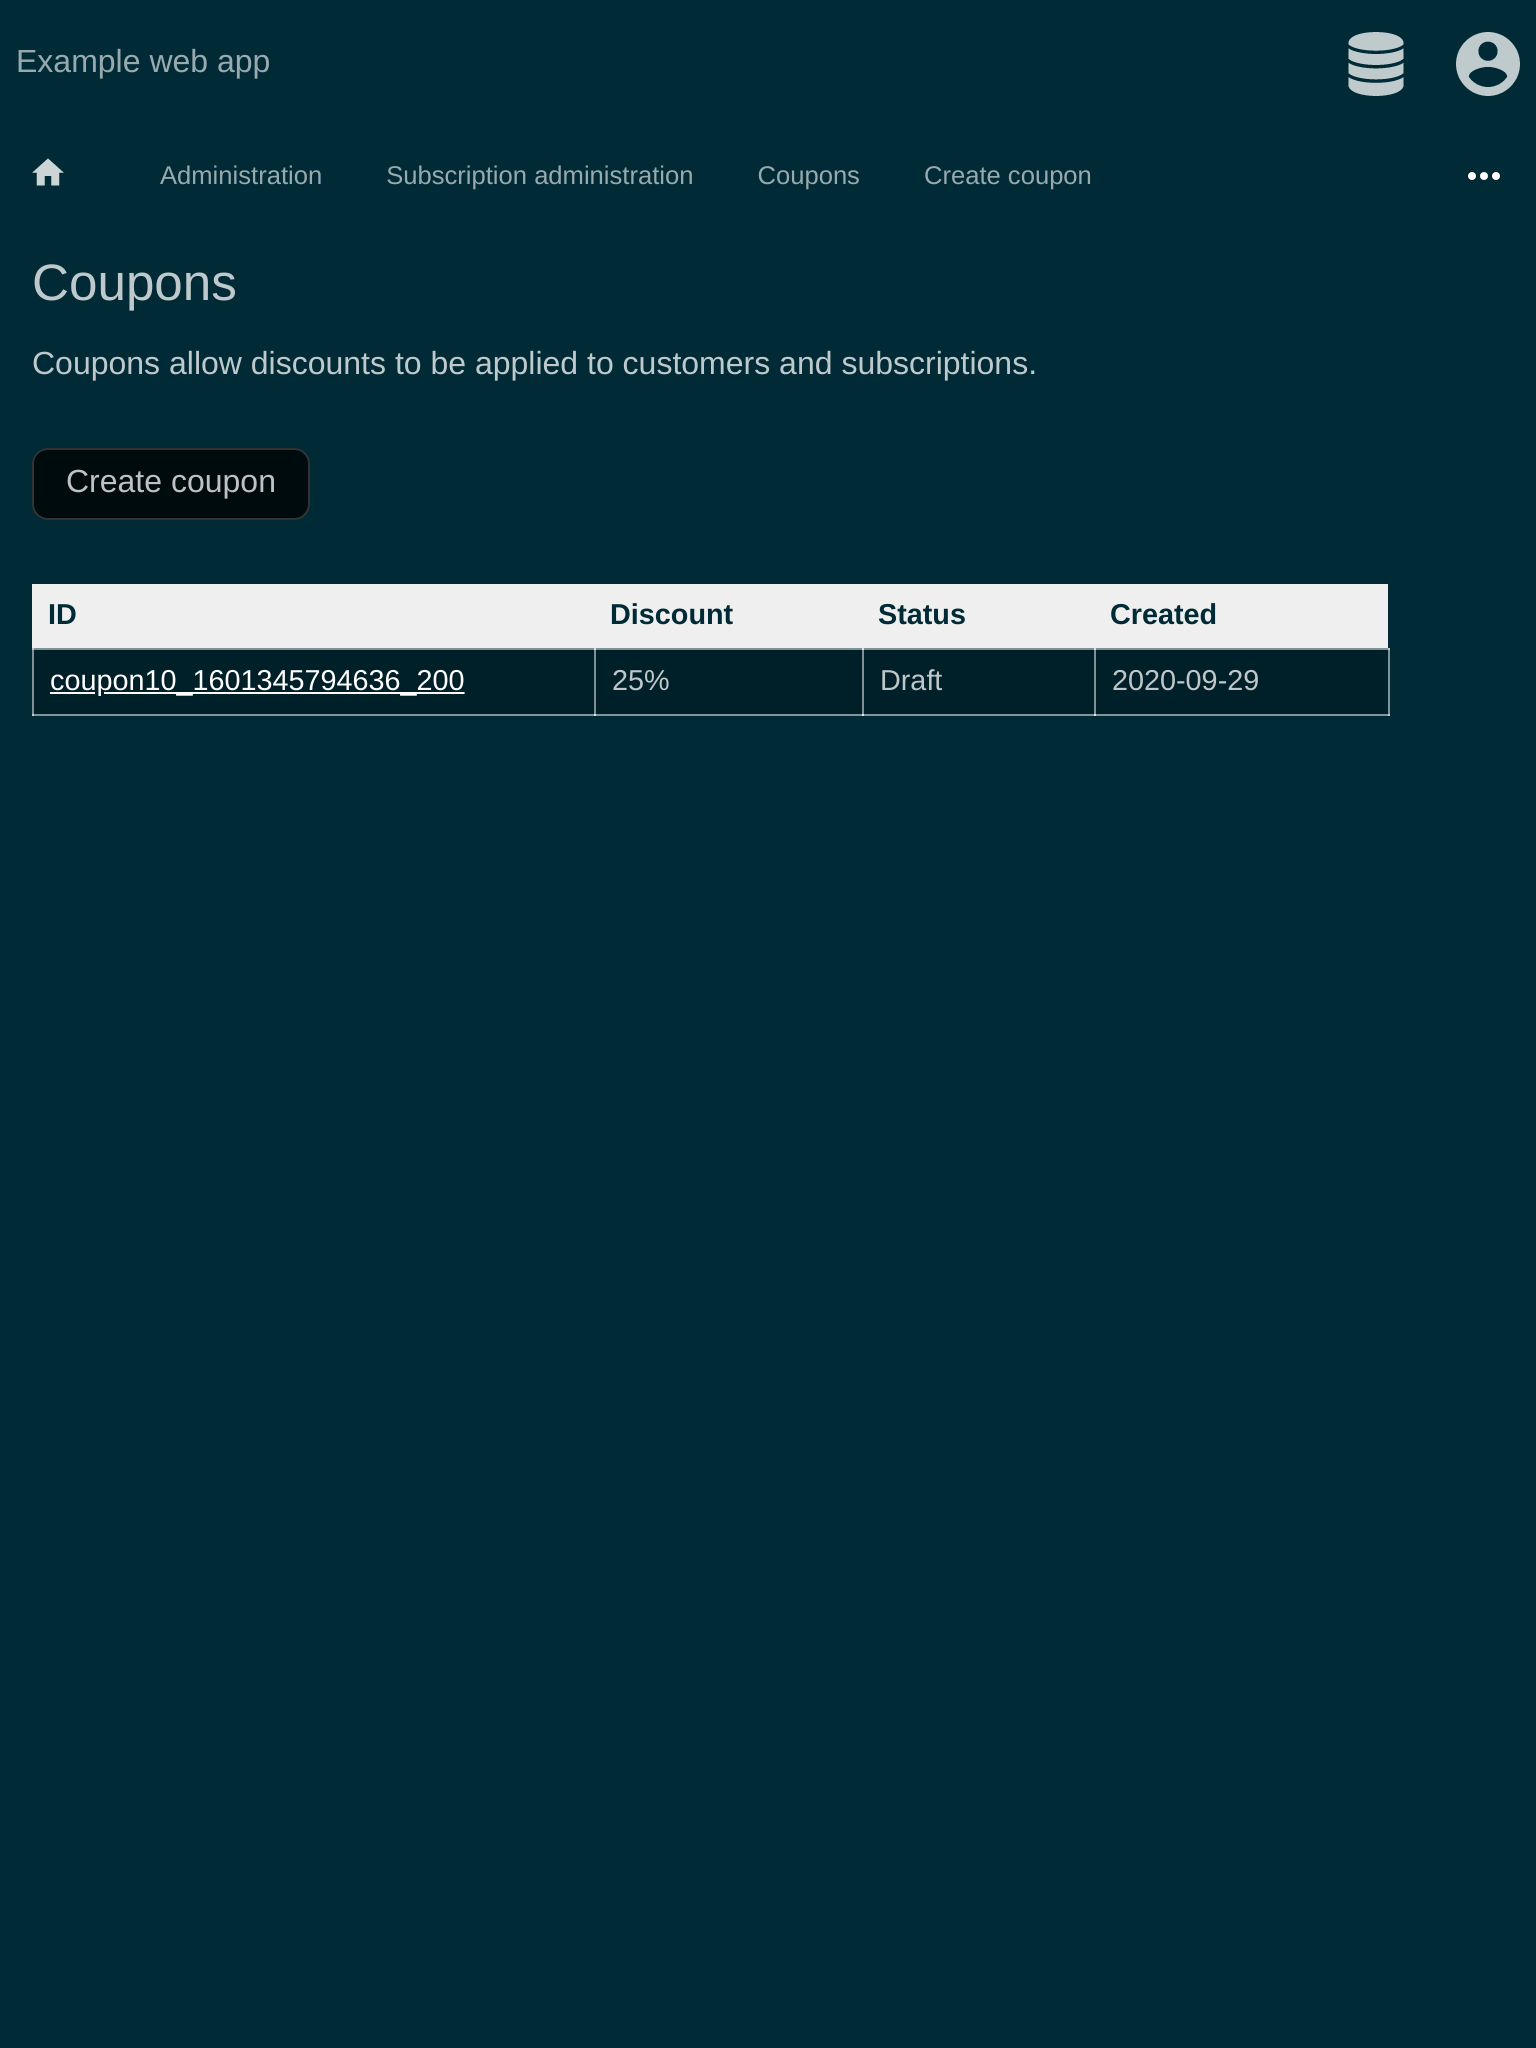 Example web app
Administration Subscription administration Coupons Create coupon
Coupons
Coupons allow discounts to be applied to customers and subscriptions.
Create coupon
ID Discount Status Created
coupon10_1601345794636_200 25% Draft 2020-09-29